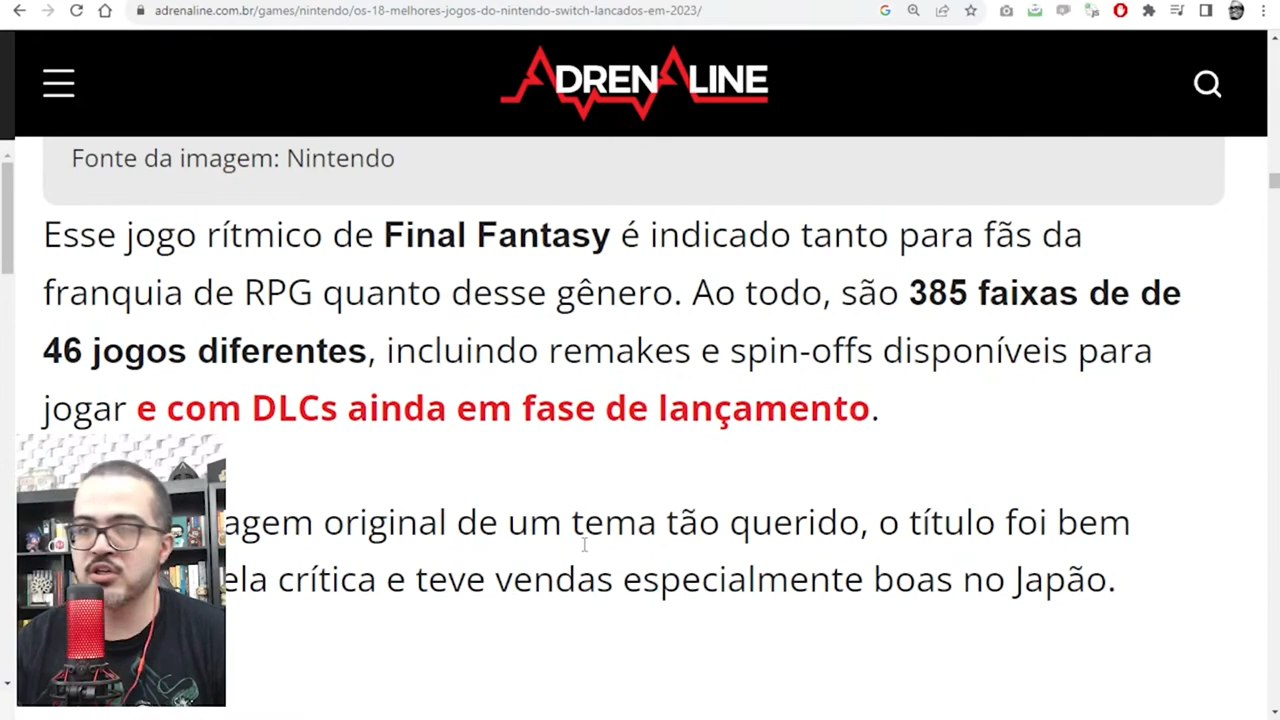 adrenaline.com.br/games/nintendo/os-18-melhores-jogos-do-nintendo-switch-lancados-em-2023/
ADRENALINE
Fonte da imagem: Nintendo
Esse jogo rítmico de Final Fantasy é indicado tanto para fãs da
franquia de RPG quanto desse gênero. Ao todo, são 385 faixas de de
46 jogos diferentes, incluindo remakes e spin-offs disponíveis para
jogar e com DLCs ainda em fase de lançamento.
agem original de um tema tão querido, o título foi bem
ela crítica e teve vendas especialmente boas no Japão.